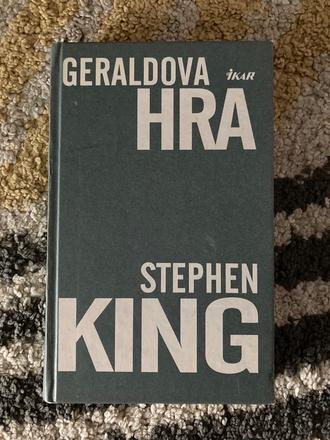 GERALDOVA
IKAR
HRA
STEPHEN
KING